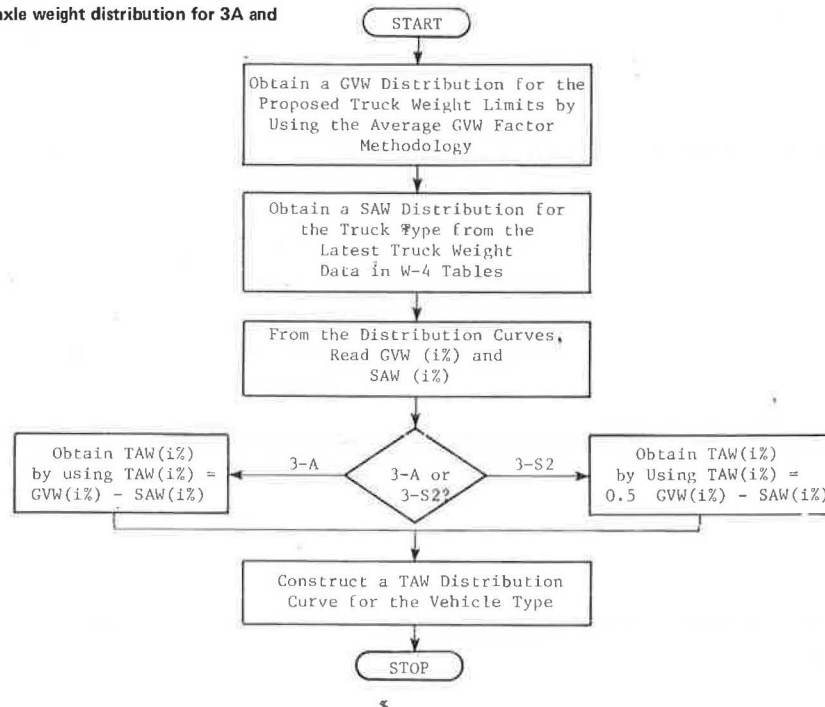 axle weight distribution for 3A and
START
Obtain a GVW Distribution for the
Proposed Truck Weight Limits by
Using the Average GVW Factor
Methodology
Obtain a SAW Distribution for
the Truck Type from the
Latest Truck Weight
Data in W-4 Tables
From the Distribution Curves,
Read GVW (i%) and
SAW (i%)
3-A or
3-S2?
3-A
3-S2
Obtain TAW(i%)
by using TAW(i%) =
GVW(i%) - SAW(i%)
Obtain TAW(i%)
by Using TAW(i%) =
0.5 GVW(i%) - SAW(i%)
Construct a TAW Distribution
Curve for the Vehicle Type
STOP